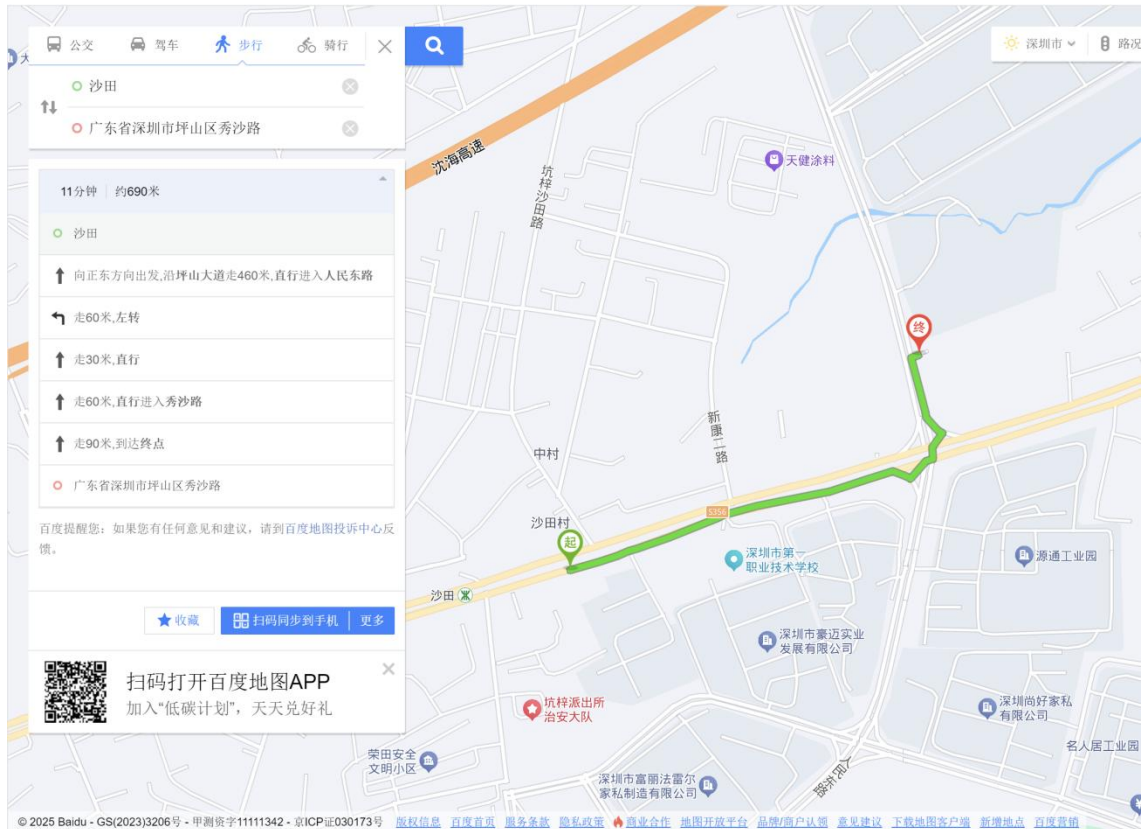 公交
驾车
步行
骑行
沙田
广东省深圳市坪山区秀沙路
11分钟 约690米
沙田
向正东方向出发,沿坪山大道走460米,直行进入人民东路
走60米,左转
走30米,直行
走60米,直行进入秀沙路
走90米,到达终点
广东省深圳市坪山区秀沙路
百度提醒您：如果您有任何意见和建议，请到百度地图投诉中心反
馈。
收藏
扫码同步到手机 更多
扫码打开百度地图APP
加入“低碳计划”，天天兑好礼
深圳市
路况
沈海高速
坑梓沙田路
天健涂料
终
新康二路
中村
S356
沙田村
起
深圳市第一
职业技术学校
源通工业园
沙田
深圳市豪迈实业
发展有限公司
坑梓派出所
治安大队
深圳尚好家私
有限公司
名人居工业园
荣田安全
文明小区
人民东路
深圳市富丽法雷尔
家私制造有限公司
© 2025 Baidu - GS(2023)3206号 - 甲测资字11111342 - 京ICP证030173号 版权信息 百度首页 服务条款 隐私政策 商业合作 地图开放平台 品牌/商户认领 意见建议 下载地图客户端 新增地点 百度营销